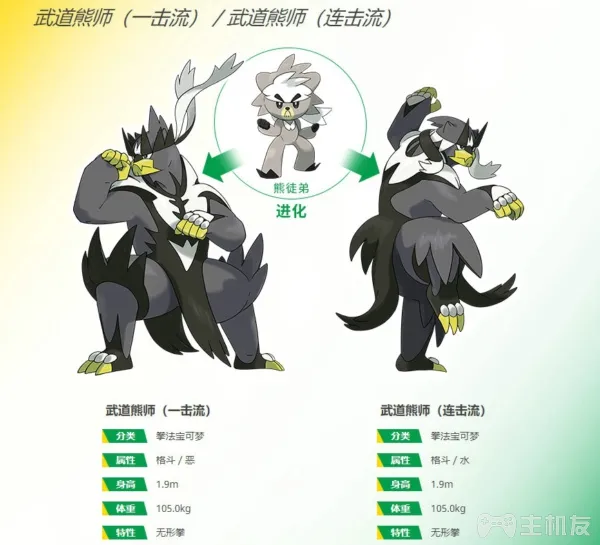 武道熊师（一击流）/ 武道熊师（连击流）
熊徒弟
进化
武道熊师（一击流）
分类 拳法宝可梦
属性 格斗 / 恶
身高 1.9m
体重 105.0kg
特性 无形拳
武道熊师（连击流）
分类 拳法宝可梦
属性 格斗 / 水
身高 1.9m
体重 105.0kg
特性 无形拳
主机友